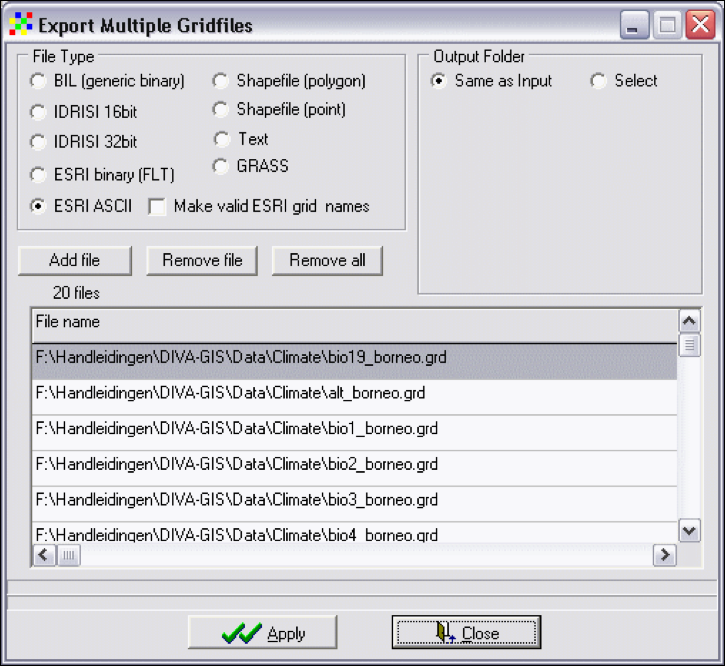 Export Multiple Gridfiles
File Type
BIL (generic binary)
IDRISI 16bit
IDRISI 32bit
ESRI binary (FLT)
ESRI ASCII
Make valid ESRI grid names
Shapefile (polygon)
Shapefile (point)
Text
GRASS
Output Folder
Same as Input
Select
Add file
Remove file
Remove all
20 files
File name
F:\Handleidingen\DIVA-GIS\Data\Climate\bio19_borneo.grd
F:\Handleidingen\DIVA-GIS\Data\Climate\alt_borneo.grd
F:\Handleidingen\DIVA-GIS\Data\Climate\bio1_borneo.grd
F:\Handleidingen\DIVA-GIS\Data\Climate\bio2_borneo.grd
F:\Handleidingen\DIVA-GIS\Data\Climate\bio3_borneo.grd
F:\Handleidingen\DIVA-GIS\Data\Climate\bio4_borneo.grd
Apply
Close